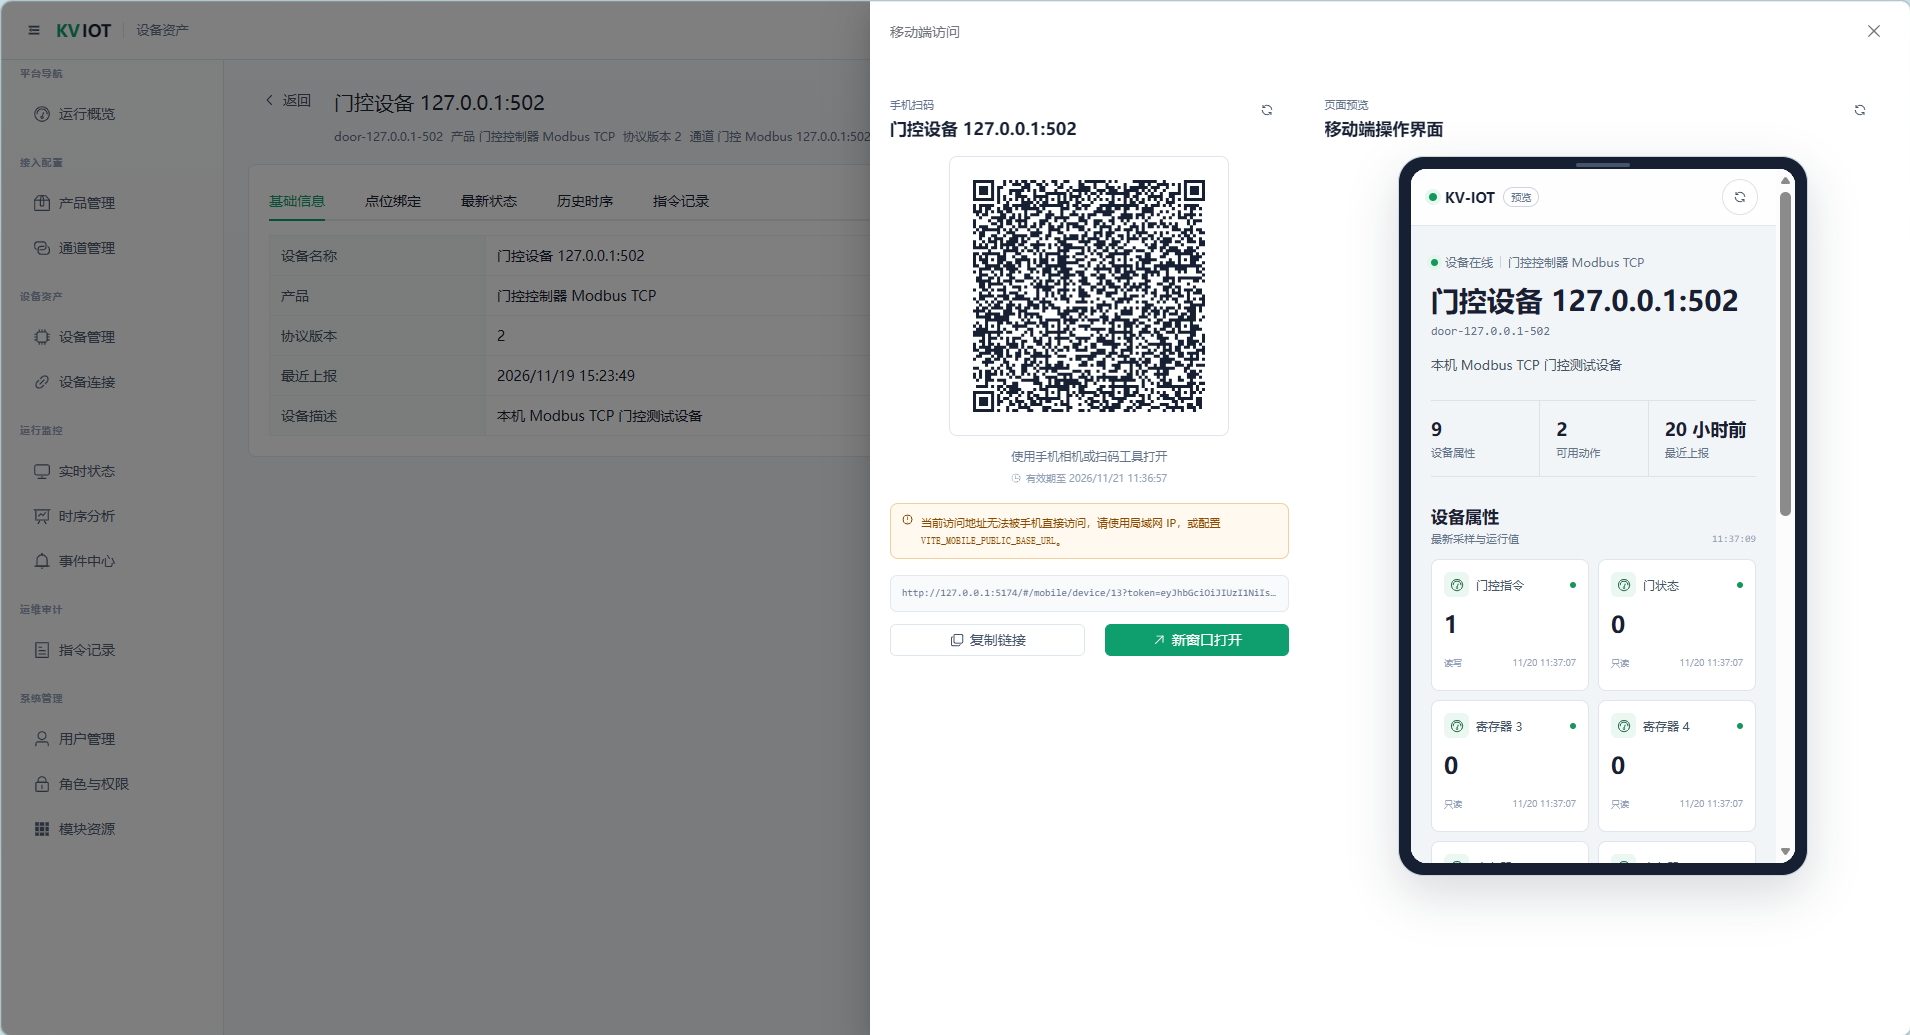 KV IOT 设备资产
平台导航
运行概览
接入配置
产品管理
通道管理
设备资产
设备管理
设备连接
运行监控
实时状态
时序分析
事件中心
运维审计
指令记录
系统管理
用户管理
角色与权限
模块资源
返回 门控设备 127.0.0.1:502
door-127.0.0.1-502 产品 门控控制器 Modbus TCP 协议版本 2 通道 门控 Modbus 127.0.0.1:502
基础信息 点位绑定 最新状态 历史时序 指令记录
设备名称 门控设备 127.0.0.1:502
产品 门控控制器 Modbus TCP
协议版本 2
最近上报 2026/11/19 15:23:49
设备描述 本机 Modbus TCP 门控测试设备
移动端访问
手机扫码
门控设备 127.0.0.1:502
使用手机相机或扫码工具打开
有效期至 2026/11/21 11:36:57
当前访问地址无法被手机直接访问，请使用局域网 IP，或配置
VITE_MOBILE_PUBLIC_BASE_URL。
http://127.0.0.1:5174/#/mobile/device/13?token=eyJhbGciOiJIUzI1NiIs…
复制链接 新窗口打开
页面预览
移动端操作界面
KV-IOT 预览
设备在线 门控控制器 Modbus TCP
门控设备 127.0.0.1:502
door-127.0.0.1-502
本机 Modbus TCP 门控测试设备
9 2 20 小时前
设备属性 可用动作 最近上报
设备属性
最新采样与运行值 11:37:09
门控指令 门状态
1 0
读写 11/20 11:37:07 只读 11/20 11:37:07
寄存器 3 寄存器 4
0 0
只读 11/20 11:37:07 只读 11/20 11:37:07